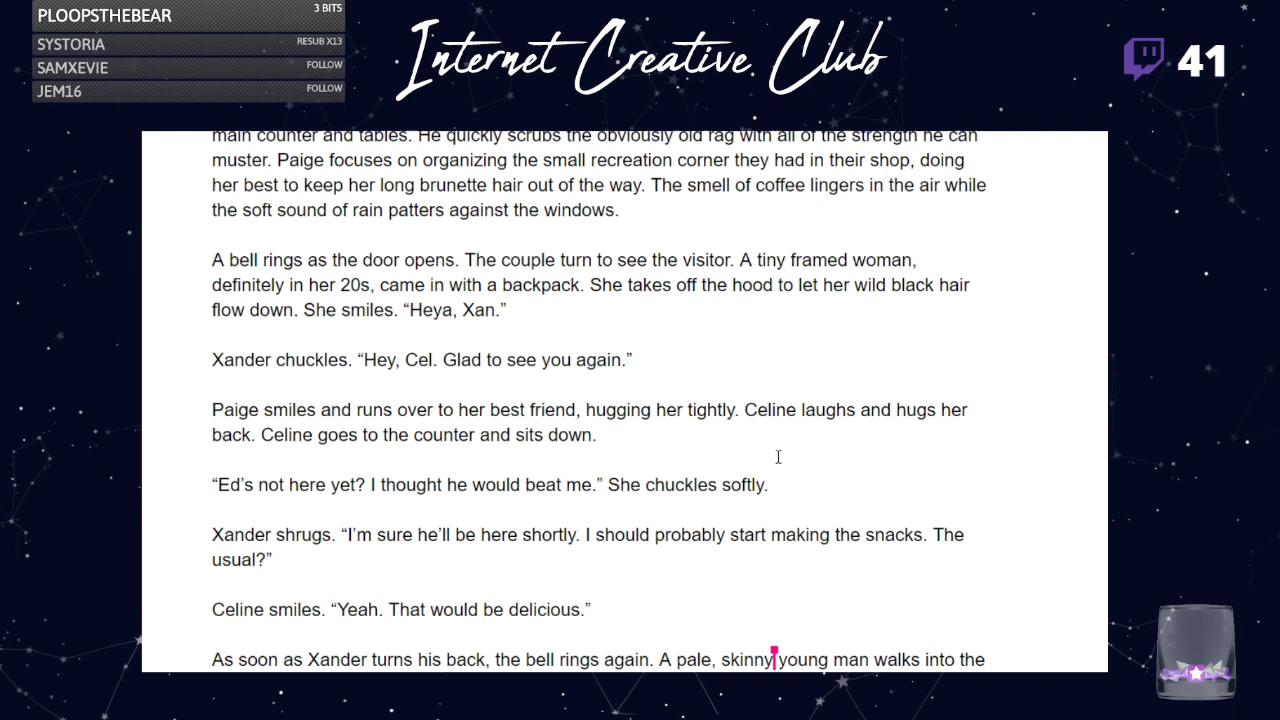 PLOOPSTHEBEAR 3 BITS
SYSTORIA RESUB X13
SAMXEVIE FOLLOW
JEM16 FOLLOW
Internet Creative Club
41
main counter and tables. He quickly scrubs the obviously old rag with all of the strength he can
muster. Paige focuses on organizing the small recreation corner they had in their shop, doing
her best to keep her long brunette hair out of the way. The smell of coffee lingers in the air while
the soft sound of rain patters against the windows.
A bell rings as the door opens. The couple turn to see the visitor. A tiny framed woman,
definitely in her 20s, came in with a backpack. She takes off the hood to let her wild black hair
flow down. She smiles. “Heya, Xan.”
Xander chuckles. “Hey, Cel. Glad to see you again.”
Paige smiles and runs over to her best friend, hugging her tightly. Celine laughs and hugs her
back. Celine goes to the counter and sits down.
“Ed’s not here yet? I thought he would beat me.” She chuckles softly.
Xander shrugs. “I’m sure he’ll be here shortly. I should probably start making the snacks. The
usual?”
Celine smiles. “Yeah. That would be delicious.”
As soon as Xander turns his back, the bell rings again. A pale, skinny young man walks into the